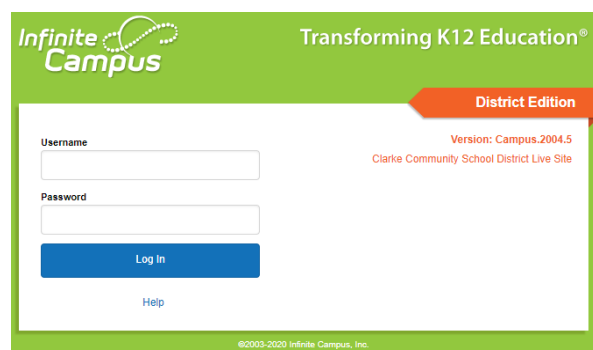 Infinite
Campus
Transforming K12 Education®
District Edition
Username
Version: Campus.2004.5
Clarke Community School District Live Site
Password
Log In
Help
©2003-2020 Infinite Campus, Inc.